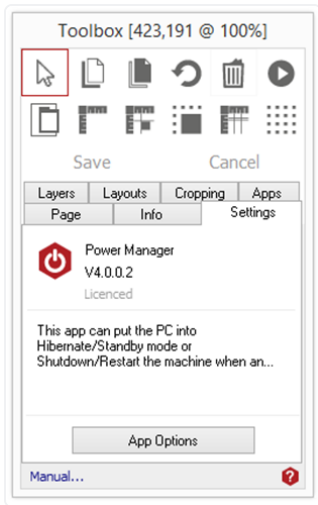 Toolbox [423,191 @ 100%]
Save Cancel
Layers Layouts Cropping Apps
Page Info Settings
Power Manager
V4.0.0.2
Licenced
This app can put the PC into
Hibernate/Standby mode or
Shutdown/Restart the machine when an...
App Options
Manual... ?